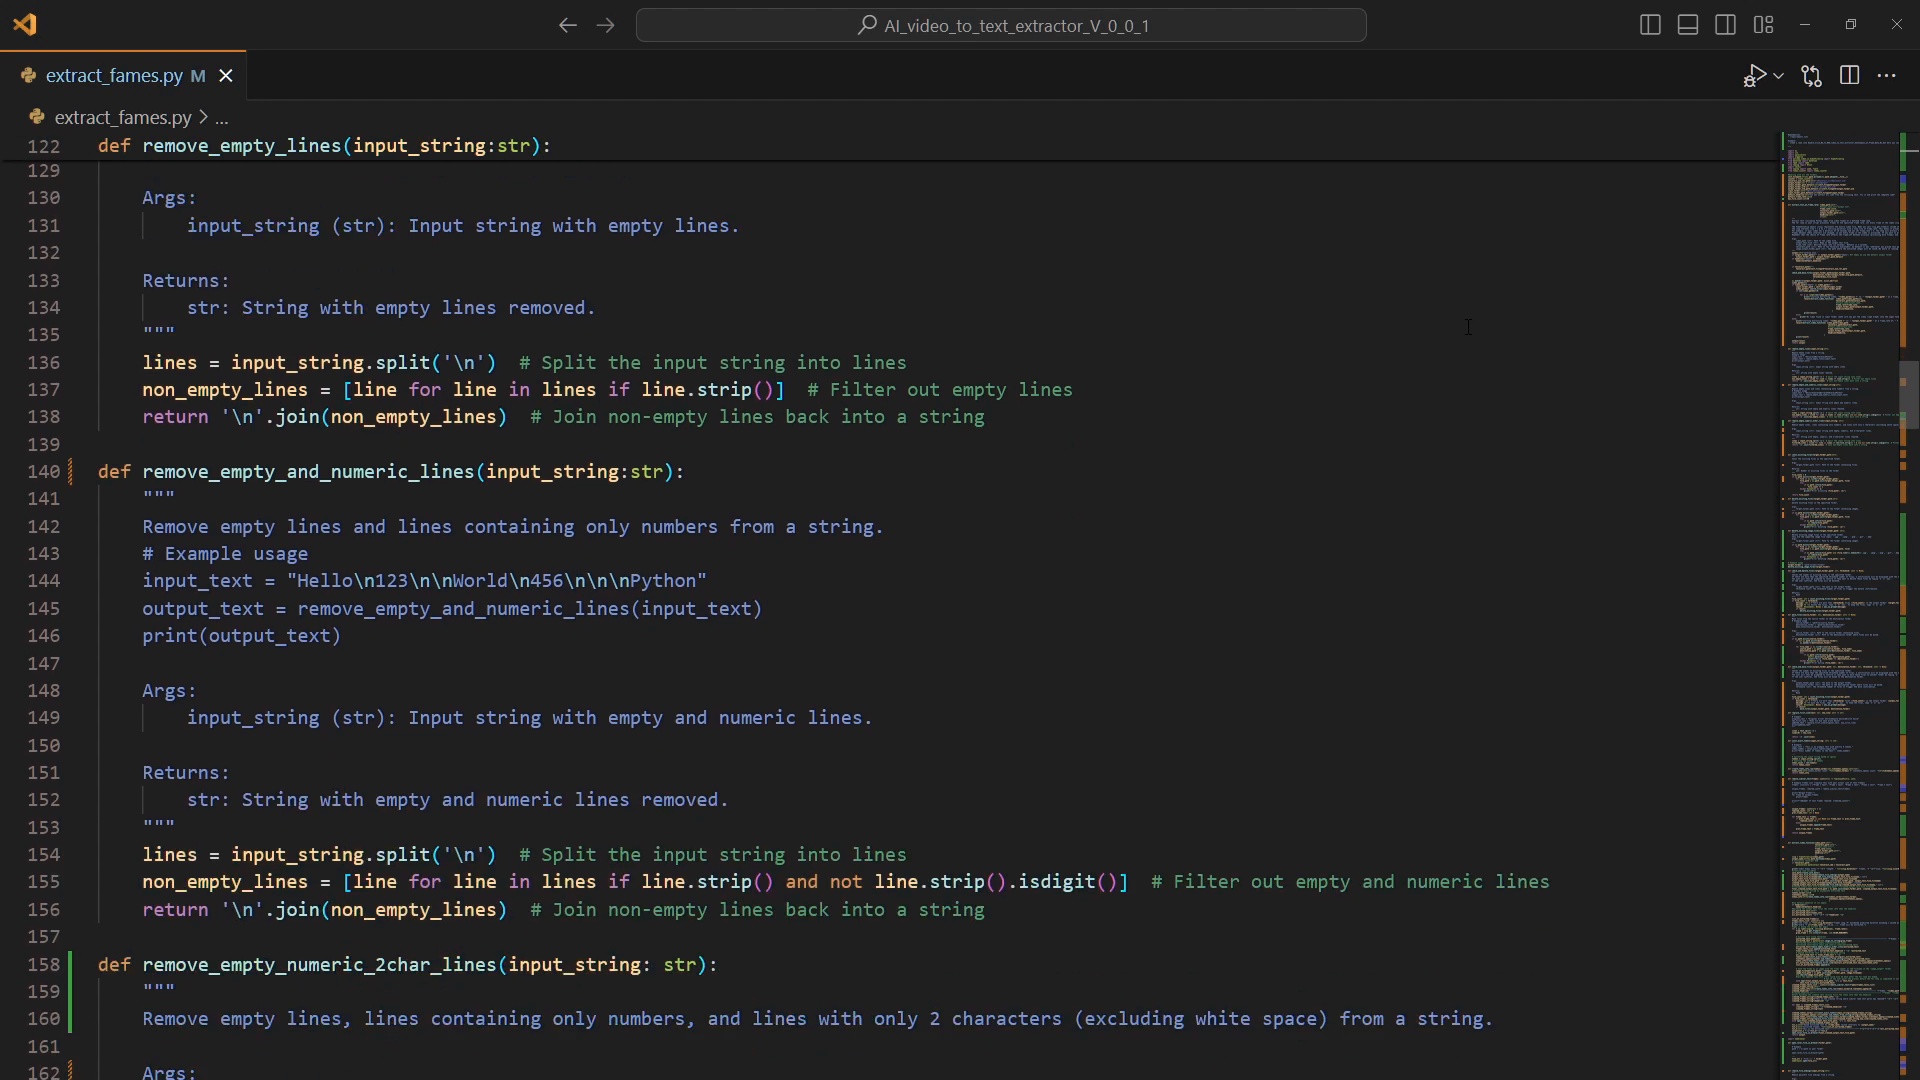 AI_video_to_text_extractor_V_0_0_1
extract_fames.py M
extract_fames.py > ...
122 def remove_empty_lines(input_string:str):
129
130 Args:
131 input_string (str): Input string with empty lines.
132
133 Returns:
134 str: String with empty lines removed.
135 """
136 lines = input_string.split('\n')  # Split the input string into lines
137 non_empty_lines = [line for line in lines if line.strip()]  # Filter out empty lines
138 return '\n'.join(non_empty_lines)  # Join non-empty lines back into a string
139
140 def remove_empty_and_numeric_lines(input_string:str):
141 """
142 Remove empty lines and lines containing only numbers from a string.
143 # Example usage
144 input_text = "Hello\n123\n\nWorld\n456\n\n\nPython"
145 output_text = remove_empty_and_numeric_lines(input_text)
146 print(output_text)
147
148 Args:
149 input_string (str): Input string with empty and numeric lines.
150
151 Returns:
152 str: String with empty and numeric lines removed.
153 """
154 lines = input_string.split('\n')  # Split the input string into lines
155 non_empty_lines = [line for line in lines if line.strip() and not line.strip().isdigit()]  # Filter out empty and numeric lines
156 return '\n'.join(non_empty_lines)  # Join non-empty lines back into a string
157
158 def remove_empty_numeric_2char_lines(input_string: str):
159 """
160 Remove empty lines, lines containing only numbers, and lines with only 2 characters (excluding white space) from a string.
161
162 Args: